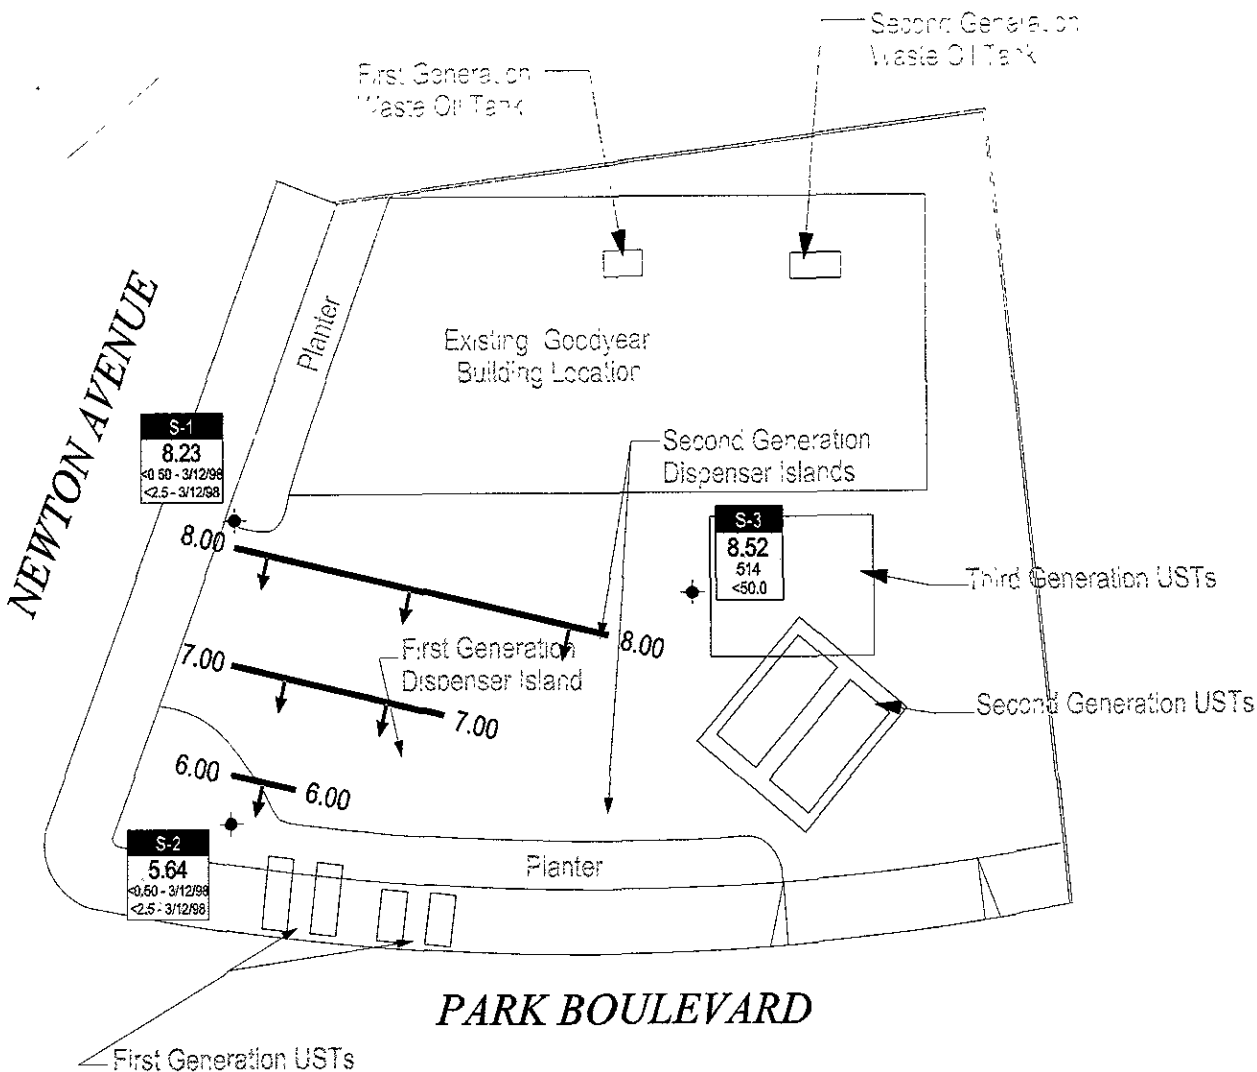 Second Generation
Waste Oil Tank
First Generation
Waste Oil Tank
Planter
Existing Goodyear
Building Location
NEWTON AVENUE
S-1
8.23
<0.50 - 3/12/98
<2.5 - 3/12/98
Second Generation
Dispenser Islands
S-3
8.52
514
<50.0
8.00
8.00
Third Generation USTs
First Generation
Dispenser Island
7.00
7.00
Second Generation USTs
6.00
6.00
S-2
5.64
<0.50 - 3/12/98
<2.5 - 3/12/98
Planter
PARK BOULEVARD
First Generation USTs